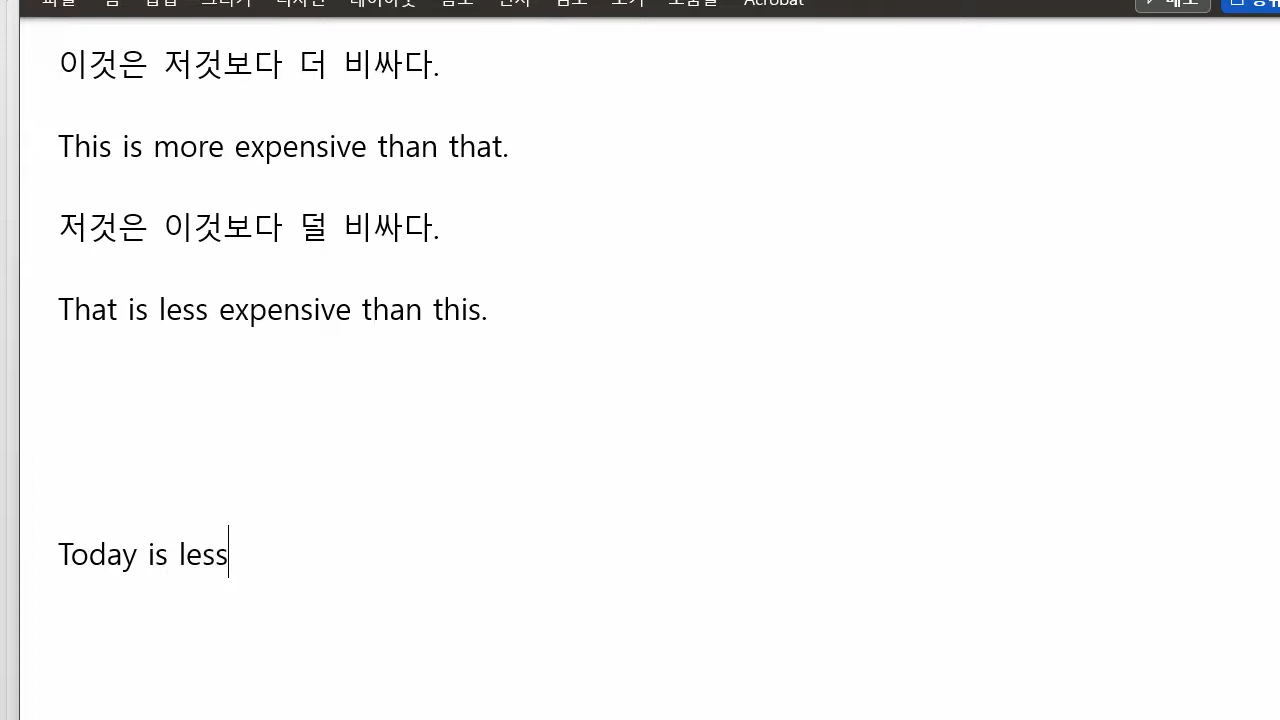 Acrobat
이것은 저것보다 더 비싸다.
This is more expensive than that.
저것은 이것보다 덜 비싸다.
That is less expensive than this.
Today is less